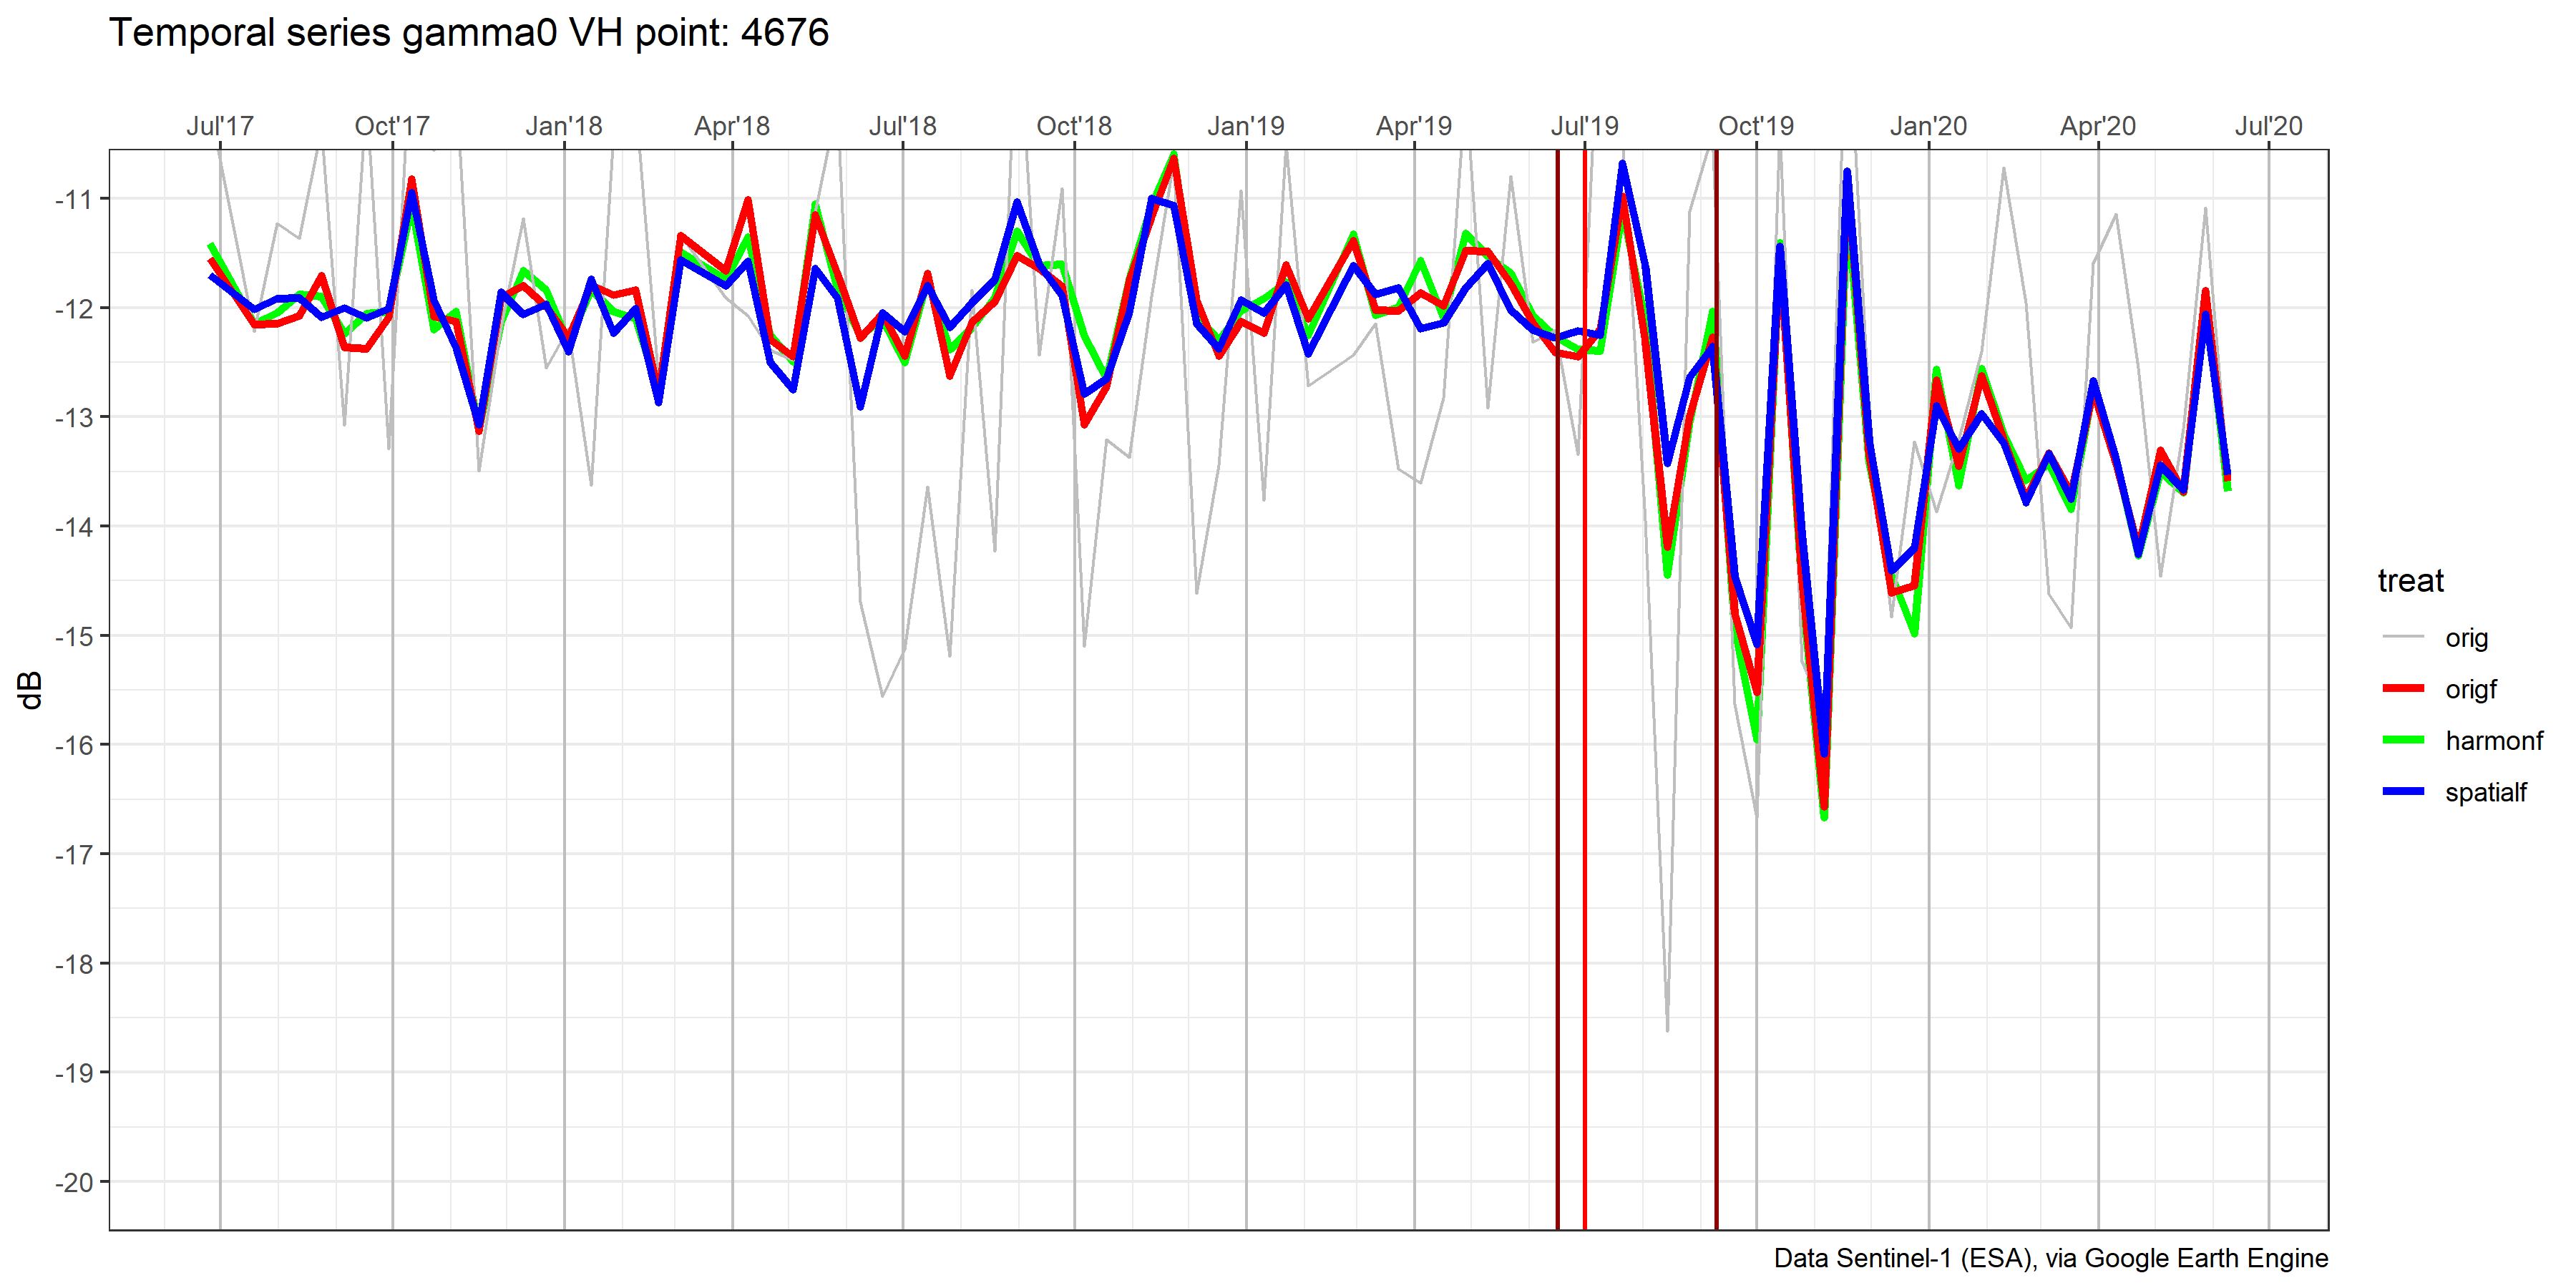 Temporal series gamma0 VH point: 4676
Jul'17 Oct'17 Jan'18 Apr'18 Jul'18 Oct'18 Jan'19 Apr'19 Jul'19 Oct'19 Jan'20 Apr'20 Jul'20
-11
-12
-13
-14
-15
-16
-17
-18
-19
-20
dB
treat
orig
origf
harmonf
spatialf
Data Sentinel-1 (ESA), via Google Earth Engine